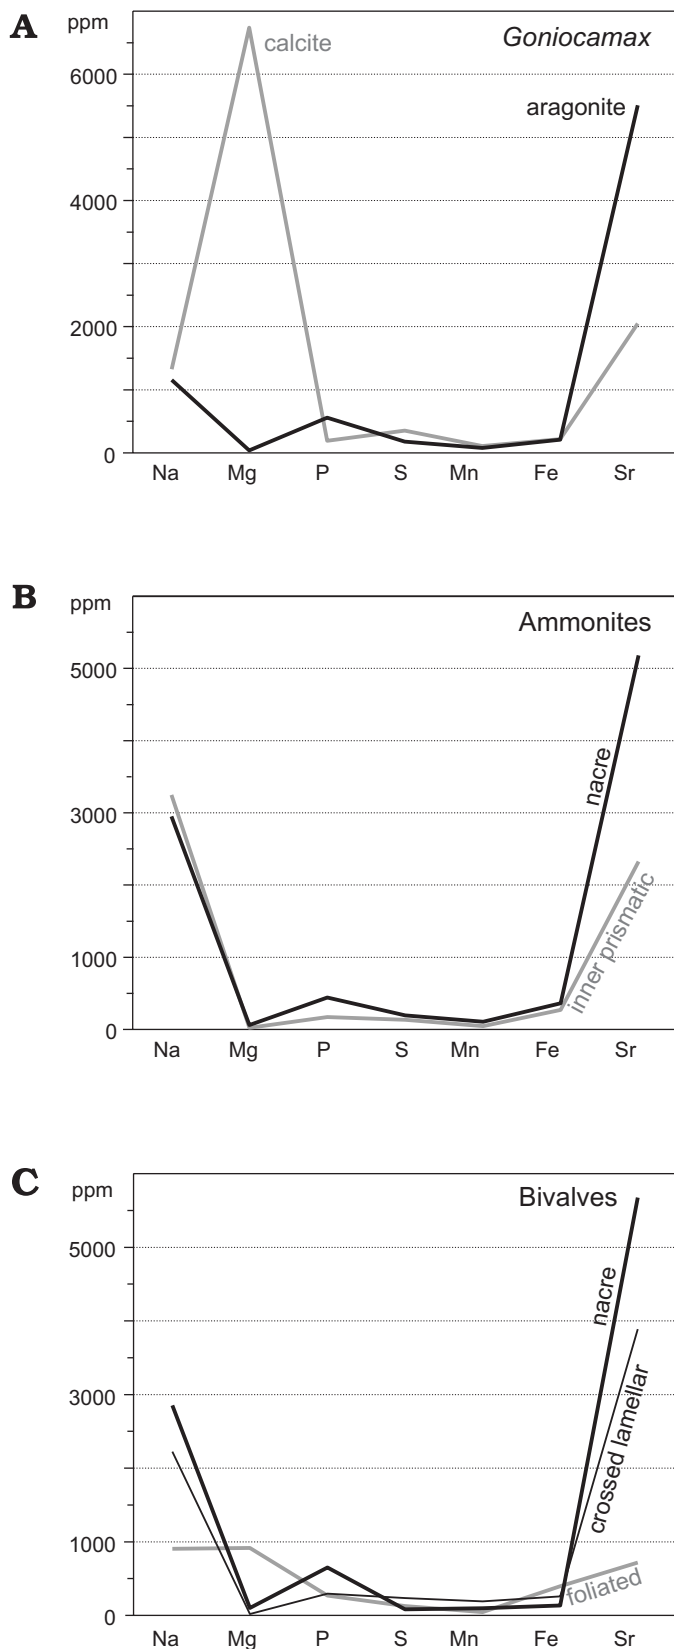 A
ppm
Goniocamax
calcite
6000
aragonite
4000
2000
0
Na Mg P S Mn Fe Sr
B
ppm
Ammonites
5000
nacre
3000
inner prismatic
1000
0
Na Mg P S Mn Fe Sr
C
ppm
Bivalves
5000
nacre
3000
crossed lamellar
1000
foliated
0
Na Mg P S Mn Fe Sr